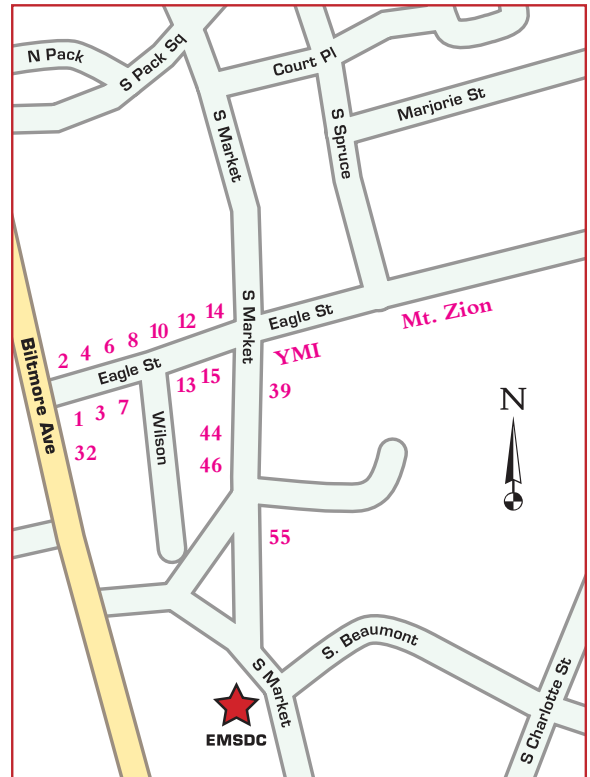 N Pack
S Pack Sq
Court Pl
Marjorie St
S Market
S Spruce
S Market
Eagle St
Mt. Zion
2 4 6 8 10 12 14
Biltmore Ave
Eagle St
YMI
13 15
39
1 3 7
Wilson
32
44
46
N
55
S. Beaumont
S Market
S Charlotte St
EMSDC